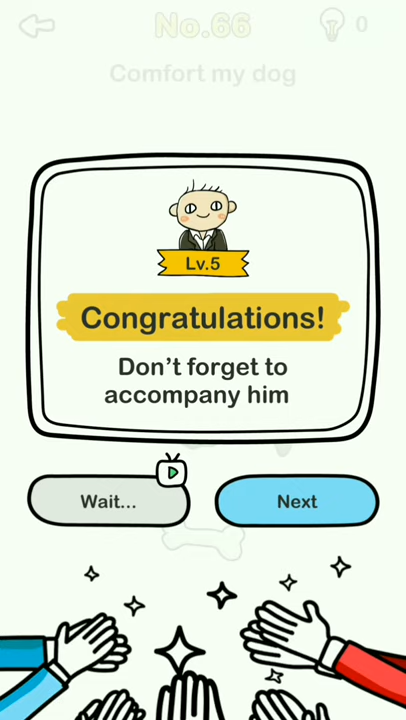 No.66
0
Comfort my dog
Lv.5
Congratulations!
Don't forget to
accompany him
Wait...
Next